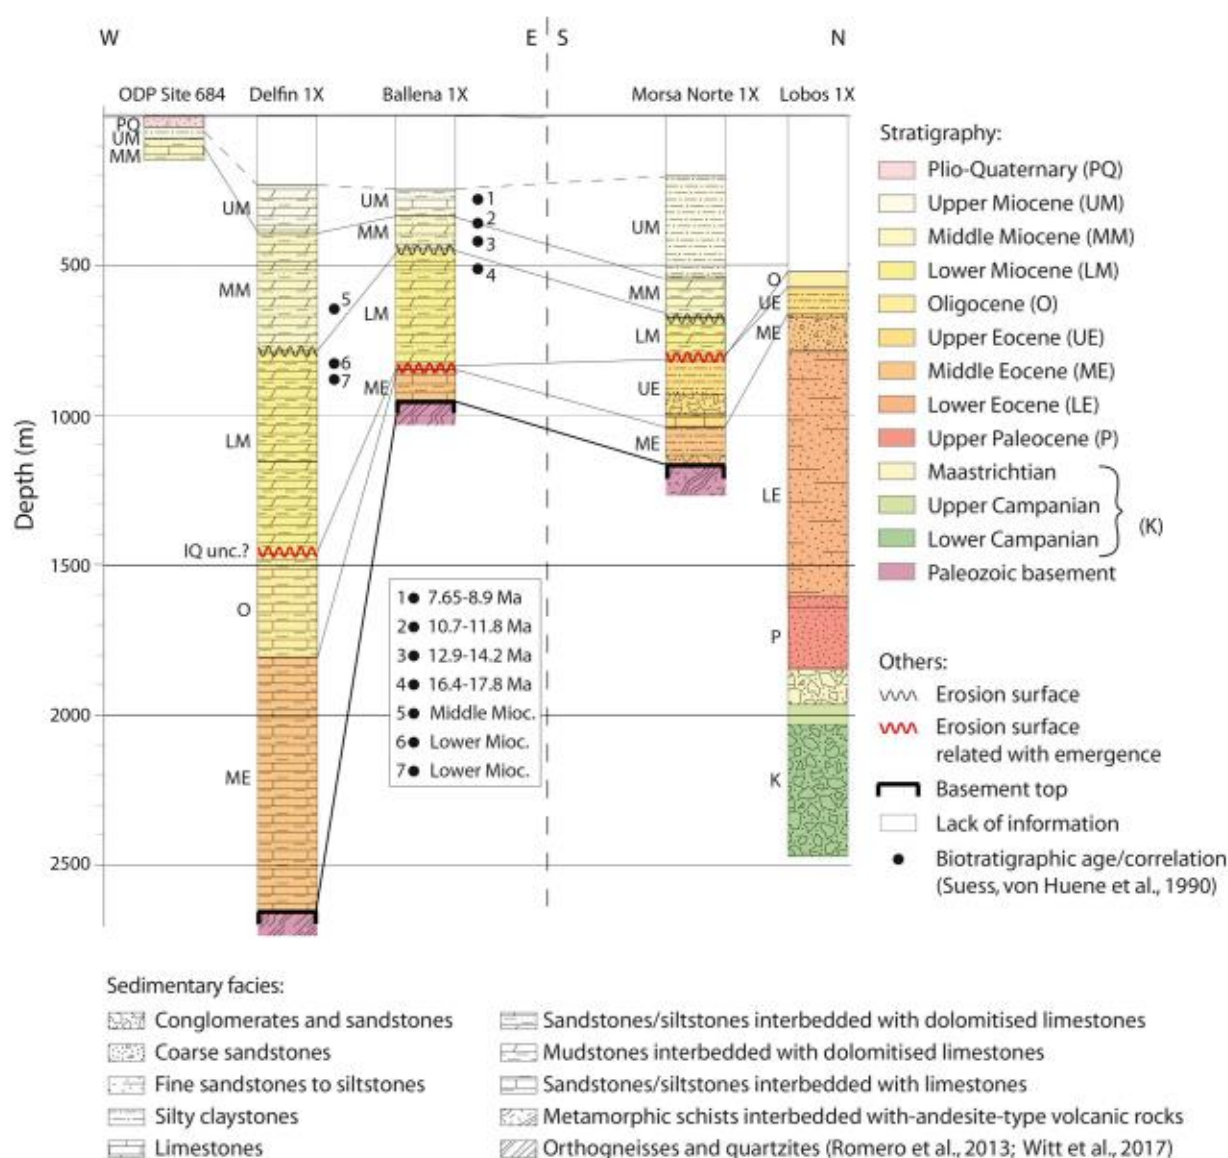 W
E
S
N
ODP Site 684
Delfin 1X
Ballena 1X
Morsa Norte 1X
Lobos 1X
PQ
UM
MM
UM
MM
LM
IQ unc.?
O
ME
5
6
7
UM
MM
LM
ME
1
2
3
4
UM
MM
LM
UE
ME
O
UE
ME
LE
P
K
Depth (m)
500
1000
1500
2000
2500
1 7.65-8.9 Ma
2 10.7-11.8 Ma
3 12.9-14.2 Ma
4 16.4-17.8 Ma
5 Middle Mioc.
6 Lower Mioc.
7 Lower Mioc.
Stratigraphy:
Plio-Quaternary (PQ)
Upper Miocene (UM)
Middle Miocene (MM)
Lower Miocene (LM)
Oligocene (O)
Upper Eocene (UE)
Middle Eocene (ME)
Lower Eocene (LE)
Upper Paleocene (P)
Maastrichtian
Upper Campanian
Lower Campanian
(K)
Paleozoic basement
Others:
Erosion surface
Erosion surface
related with emergence
Basement top
Lack of information
Biotratigraphic age/correlation
(Suess, von Huene et al., 1990)
Sedimentary facies:
Conglomerates and sandstones
Coarse sandstones
Fine sandstones to siltstones
Silty claystones
Limestones
Sandstones/siltstones interbedded with dolomitised limestones
Mudstones interbedded with dolomitised limestones
Sandstones/siltstones interbedded with limestones
Metamorphic schists interbedded with-andesite-type volcanic rocks
Orthogneisses and quartzites (Romero et al., 2013; Witt et al., 2017)